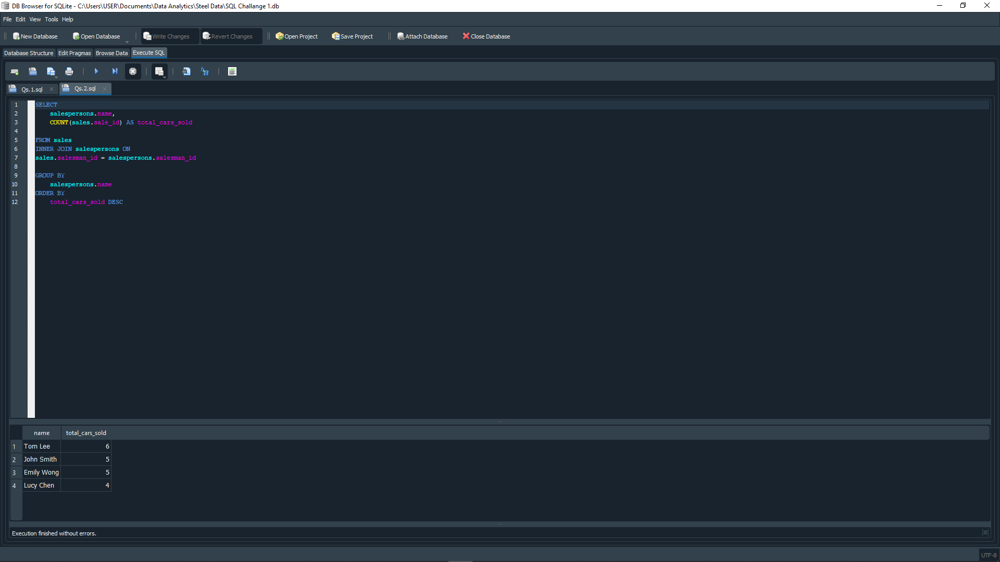 DB Browser for SQLite - C:\Users\USER\Documents\Data Analytics\Steel Data\SQL Challange 1.db
File Edit View Tools Help
New Database Open Database Write Changes Revert Changes Open Project Save Project Attach Database Close Database
Database Structure Edit Pragmas Browse Data Execute SQL
Qs.1.sql Qs.2.sql
1 SELECT
2 salespersons.name,
3 COUNT(sales.sale_id) AS total_cars_sold
4
5 FROM sales
6 INNER JOIN salespersons ON
7 sales.salesman_id = salespersons.salesman_id
8
9 GROUP BY
10 salespersons.name
11 ORDER BY
12 total_cars_sold DESC
name total_cars_sold
1 Tom Lee 6
2 John Smith 5
3 Emily Wong 5
4 Lucy Chen 4
Execution finished without errors.
UTF-8